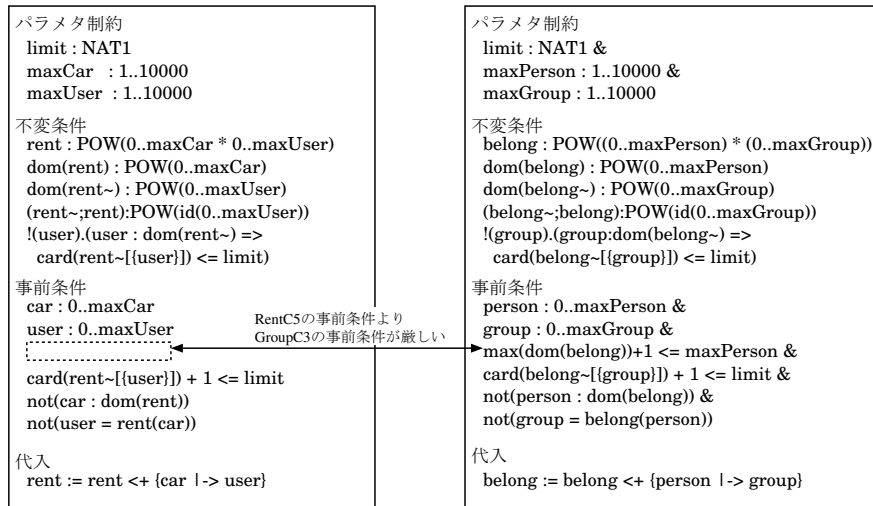 パラメタ制約
limit : NAT1
maxCar : 1..10000
maxUser : 1..10000
不変条件
rent : POW(0..maxCar * 0..maxUser)
dom(rent) : POW(0..maxCar)
dom(rent~) : POW(0..maxUser)
(rent~;rent):POW(id(0..maxUser))
!(user).(user : dom(rent~) =>
card(rent~[{user}]) <= limit)
事前条件
car : 0..maxCar
user : 0..maxUser
card(rent~[{user}]) + 1 <= limit
not(car : dom(rent))
not(user = rent(car))
代入
rent := rent <+ {car |-> user}
RentC5の事前条件より
GroupC3の事前条件が厳しい
パラメタ制約
limit : NAT1 &
maxPerson : 1..10000 &
maxGroup : 1..10000
不変条件
belong : POW((0..maxPerson) * (0..maxGroup))
dom(belong) : POW(0..maxPerson)
dom(belong~) : POW(0..maxGroup)
(belong~;belong):POW(id(0..maxGroup))
!(group).(group:dom(belong~) =>
card(belong~[{group}]) <= limit)
事前条件
person : 0..maxPerson &
group : 0..maxGroup &
max(dom(belong))+1 <= maxPerson &
card(belong~[{group}]) + 1 <= limit &
not(person : dom(belong)) &
not(group = belong(person))
代入
belong := belong <+ {person |-> group}